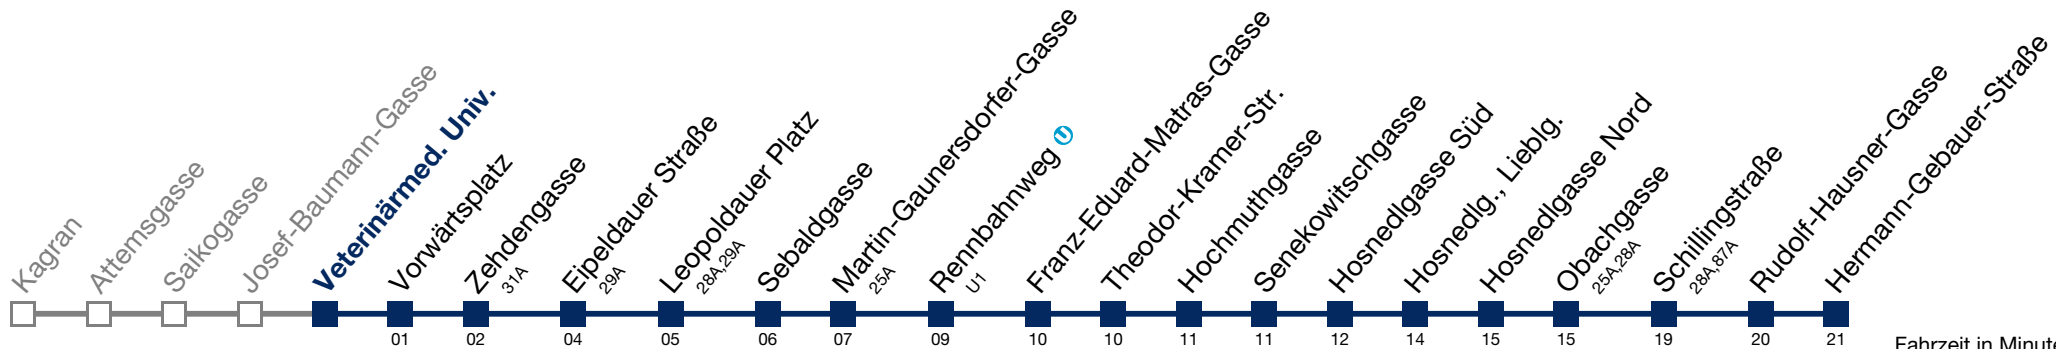 Kagran
Attemsgasse
Saikogasse
Josef-Baumann-Gasse
Veterinärmed. Univ.
Vorwärtsplatz
Zehdengasse
31A
Eipeldauer Straße
29A
Leopoldauer Platz
28A,29A
Sebaldgasse
Martin-Gaunersdorfer-Gasse
25A
Rennbahnweg U
U1
Franz-Eduard-Matras-Gasse
Theodor-Kramer-Str.
Hochmuthgasse
Senekowitschgasse
Hosnedlgasse Süd
Hosnedlg., Lieblg.
Hosnedlgasse Nord
Obachgasse
25A,28A
Schillingstraße
28A,87A
Rudolf-Hausner-Gasse
Hermann-Gebauer-Straße
01 02 04 05 06 07 09 10 10 11 11 12 14 15 15 19 20 21
Fahrzeit in Minute